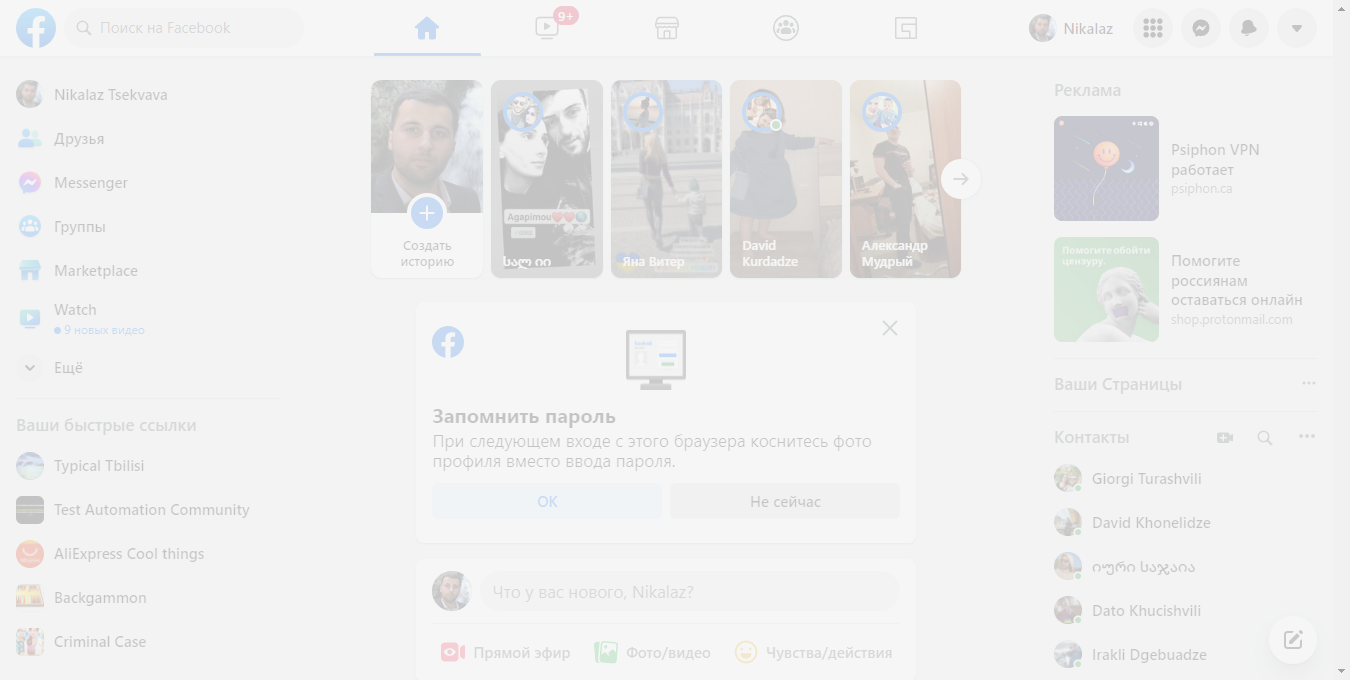 Поиск на Facebook
9+
Nikalaz
Nikalaz Tsekvava
Друзья
Messenger
Группы
Marketplace
Watch
9 новых видео
Ещё
Ваши быстрые ссылки
Typical Tbilisi
Test Automation Community
AliExpress Cool things
Backgammon
Criminal Case
Создать
историю
Agapimou
სალ იი
Яна Витер
David
Kurdadze
Александр
Мудрый
Запомнить пароль
При следующем входе с этого браузера коснитесь фото
профиля вместо ввода пароля.
OK
Не сейчас
Что у вас нового, Nikalaz?
Прямой эфир
Фото/видео
Чувства/действия
Реклама
Psiphon VPN
работает
psiphon.ca
Помогите обойти
цензуру.
Помогите
россиянам
оставаться онлайн
shop.protonmail.com
Ваши Страницы
Контакты
Giorgi Turashvili
David Khonelidze
იური საჯაია
Dato Khucishvili
Irakli Dgebuadze